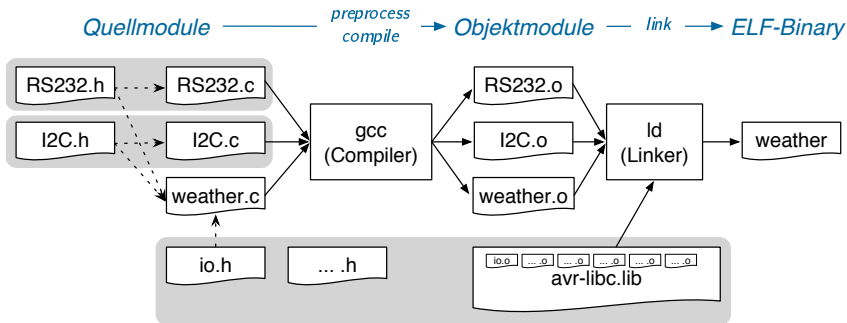 Quellmodule
preprocess
compile
Objektmodule
link
ELF-Binary
RS232.h
RS232.c
RS232.o
I2C.h
I2C.c
gcc
(Compiler)
I2C.o
ld
(Linker)
weather
weather.c
weather.o
io.h
... .h
io.o
... .o
... .o
... .o
... .o
... .o
avr-libc.lib